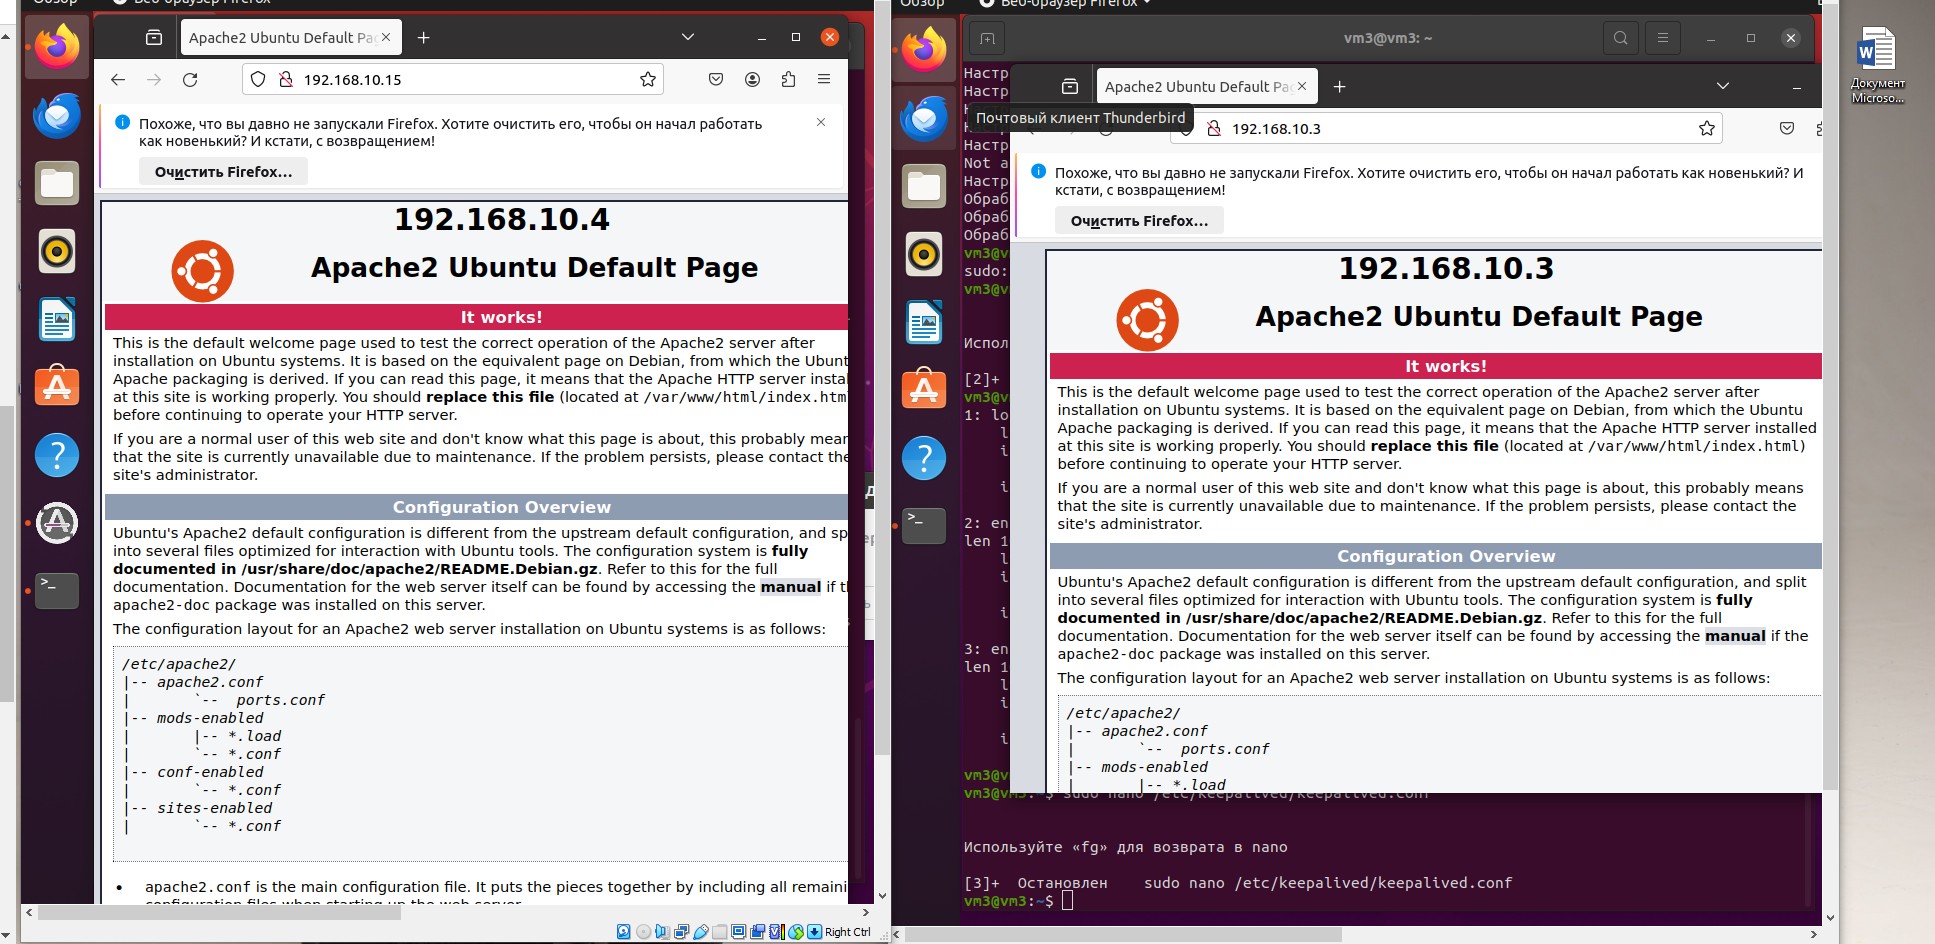 Обзор
Веб-браузер Firefox
Apache2 Ubuntu Default Pa
192.168.10.15
Похоже, что вы давно не запускали Firefox. Хотите очистить его, чтобы он начал работать
как новенький? И кстати, с возвращением!
Очистить Firefox...
192.168.10.4
Apache2 Ubuntu Default Page
It works!
This is the default welcome page used to test the correct operation of the Apache2 server after
installation on Ubuntu systems. It is based on the equivalent page on Debian, from which the Ubunt
Apache packaging is derived. If you can read this page, it means that the Apache HTTP server instal
at this site is working properly. You should replace this file (located at /var/www/html/index.htm
before continuing to operate your HTTP server.
If you are a normal user of this web site and don't know what this page is about, this probably mear
that the site is currently unavailable due to maintenance. If the problem persists, please contact the
site's administrator.
Configuration Overview
Ubuntu's Apache2 default configuration is different from the upstream default configuration, and sp
into several files optimized for interaction with Ubuntu tools. The configuration system is fully
documented in /usr/share/doc/apache2/README.Debian.gz. Refer to this for the full
documentation. Documentation for the web server itself can be found by accessing the manual if th
apache2-doc package was installed on this server.
The configuration layout for an Apache2 web server installation on Ubuntu systems is as follows:
/etc/apache2/
|-- apache2.conf
|       `--  ports.conf
|-- mods-enabled
|       |-- *.load
|       `-- *.conf
|-- conf-enabled
|       `-- *.conf
|-- sites-enabled
|       `-- *.conf
• apache2.conf is the main configuration file. It puts the pieces together by including all remaini
configuration files when starting up the web server.
Right Ctrl
Обзор
Веб-браузер Firefox
vm3@vm3: ~
Настр
Настр
Apache2 Ubuntu Default Pa
Почтовый клиент Thunderbird
192.168.10.3
Настр
Not a
Настр
Обраб
Обраб
Обраб
vm3@v
sudo:
vm3@v
Испол
[2]+
vm3@v
1: lo
l
i
i
2: en
len 1
l
i
i
3: en
len 1
l
i
i
vm3@v
Похоже, что вы давно не запускали Firefox. Хотите очистить его, чтобы он начал работать как новенький? И
кстати, с возвращением!
Очистить Firefox...
192.168.10.3
Apache2 Ubuntu Default Page
It works!
This is the default welcome page used to test the correct operation of the Apache2 server after
installation on Ubuntu systems. It is based on the equivalent page on Debian, from which the Ubuntu
Apache packaging is derived. If you can read this page, it means that the Apache HTTP server installed
at this site is working properly. You should replace this file (located at /var/www/html/index.html)
before continuing to operate your HTTP server.
If you are a normal user of this web site and don't know what this page is about, this probably means
that the site is currently unavailable due to maintenance. If the problem persists, please contact the
site's administrator.
Configuration Overview
Ubuntu's Apache2 default configuration is different from the upstream default configuration, and split
into several files optimized for interaction with Ubuntu tools. The configuration system is fully
documented in /usr/share/doc/apache2/README.Debian.gz. Refer to this for the full
documentation. Documentation for the web server itself can be found by accessing the manual if the
apache2-doc package was installed on this server.
The configuration layout for an Apache2 web server installation on Ubuntu systems is as follows:
/etc/apache2/
|-- apache2.conf
|       `--  ports.conf
|-- mods-enabled
|       |-- *.load
vm3@vm3:~$ sudo nano /etc/keepalived/keepalived.conf
Используйте «fg» для возврата в nano
[3]+  Остановлен    sudo nano /etc/keepalived/keepalived.conf
vm3@vm3:~$
Документ
Microso...